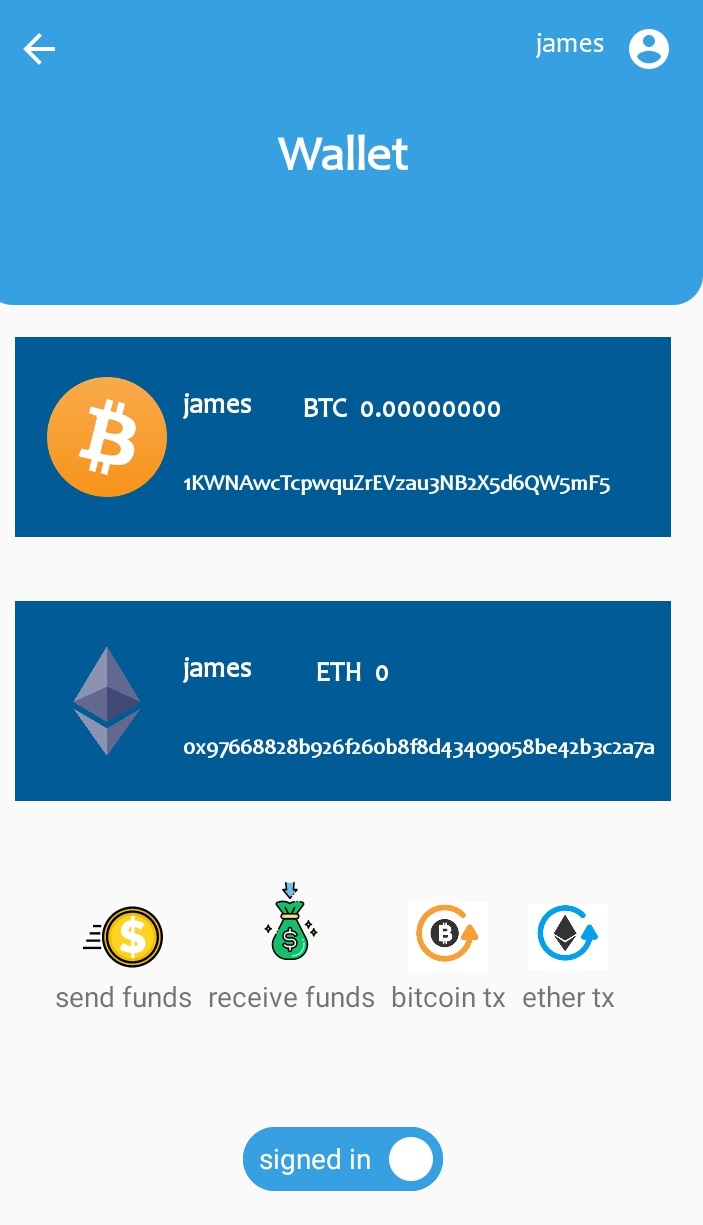 james
Wallet
james BTC 0.00000000
1KWNAwcTcpwquZrEVzau3NB2X5d6QW5mF5
james ETH 0
0x97668828b926f260b8f8d43409058be42b3c2a7a
send funds receive funds bitcoin tx ether tx
signed in